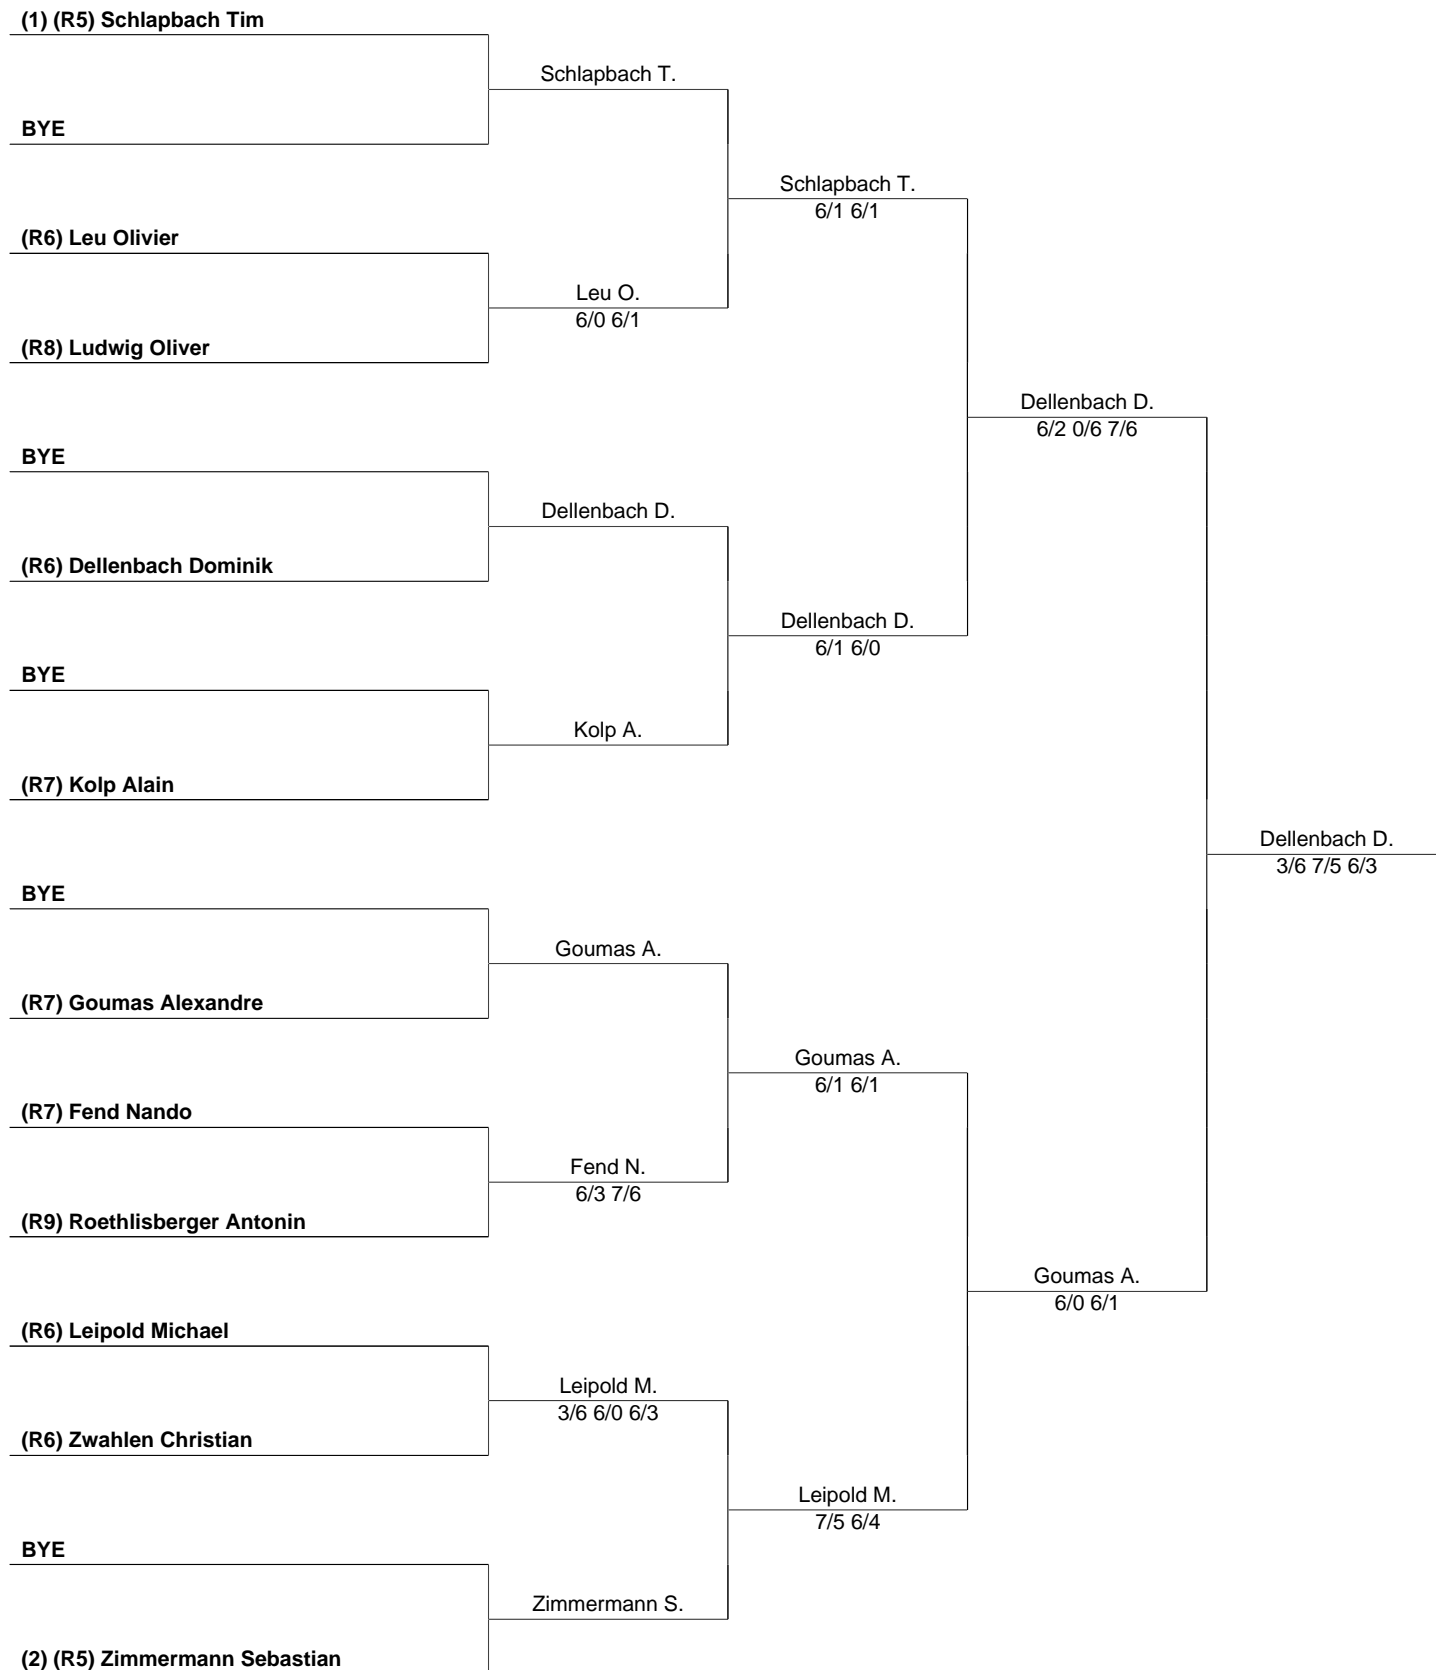 (1) (R5) Schlapbach Tim
Schlapbach T.
BYE
Schlapbach T.
6/1 6/1
(R6) Leu Olivier
Leu O.
6/0 6/1
(R8) Ludwig Oliver
Dellenbach D.
6/2 0/6 7/6
BYE
Dellenbach D.
(R6) Dellenbach Dominik
Dellenbach D.
6/1 6/0
BYE
Kolp A.
(R7) Kolp Alain
Dellenbach D.
3/6 7/5 6/3
BYE
Goumas A.
(R7) Goumas Alexandre
Goumas A.
6/1 6/1
(R7) Fend Nando
Fend N.
6/3 7/6
(R9) Roethlisberger Antonin
Goumas A.
6/0 6/1
(R6) Leipold Michael
Leipold M.
3/6 6/0 6/3
(R6) Zwahlen Christian
Leipold M.
7/5 6/4
BYE
Zimmermann S.
(2) (R5) Zimmermann Sebastian